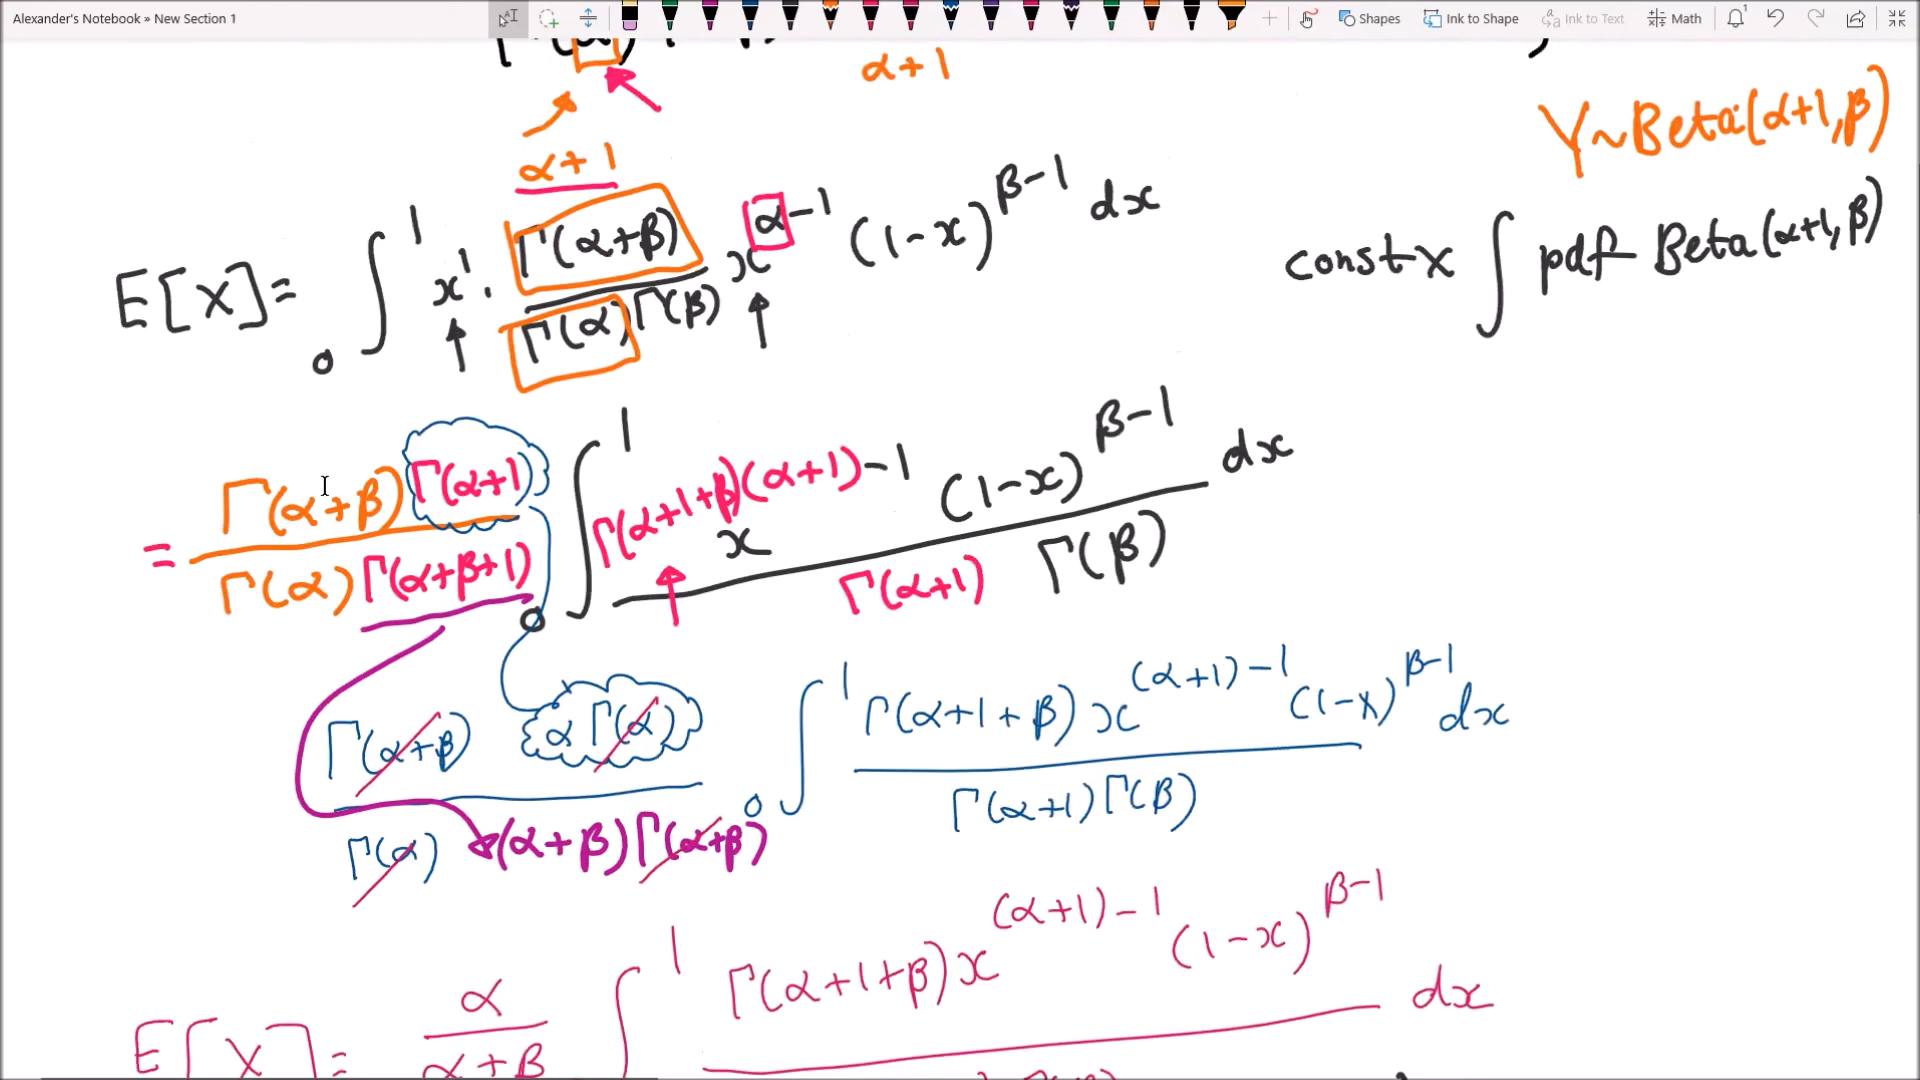 Alexander's Notebook » New Section 1
Shapes Ink to Shape Ink to Text Math
α+1
Y~Beta(α+1,β)
α+1
E[X]= ∫₀¹ x¹ · Γ(α+β) / Γ(α)Γ(β) x^(α-1) (1-x)^(β-1) dx
const x ∫ pdf Beta(α+1,β)
= Γ(α+β) Γ(α+1) / Γ(α) Γ(α+β+1) ∫₀¹ Γ(α+1+β) x^((α+1)-1) (1-x)^(β-1) / Γ(α+1) Γ(β) dx
Γ(α+β) αΓ(α) / Γ(α) (α+β)Γ(α+β) ∫₀¹ Γ(α+1+β) x^((α+1)-1) (1-x)^(β-1) / Γ(α+1)Γ(β) dx
E[X]= α / α+β ∫¹ Γ(α+1+β) x^((α+1)-1) (1-x)^(β-1) dx